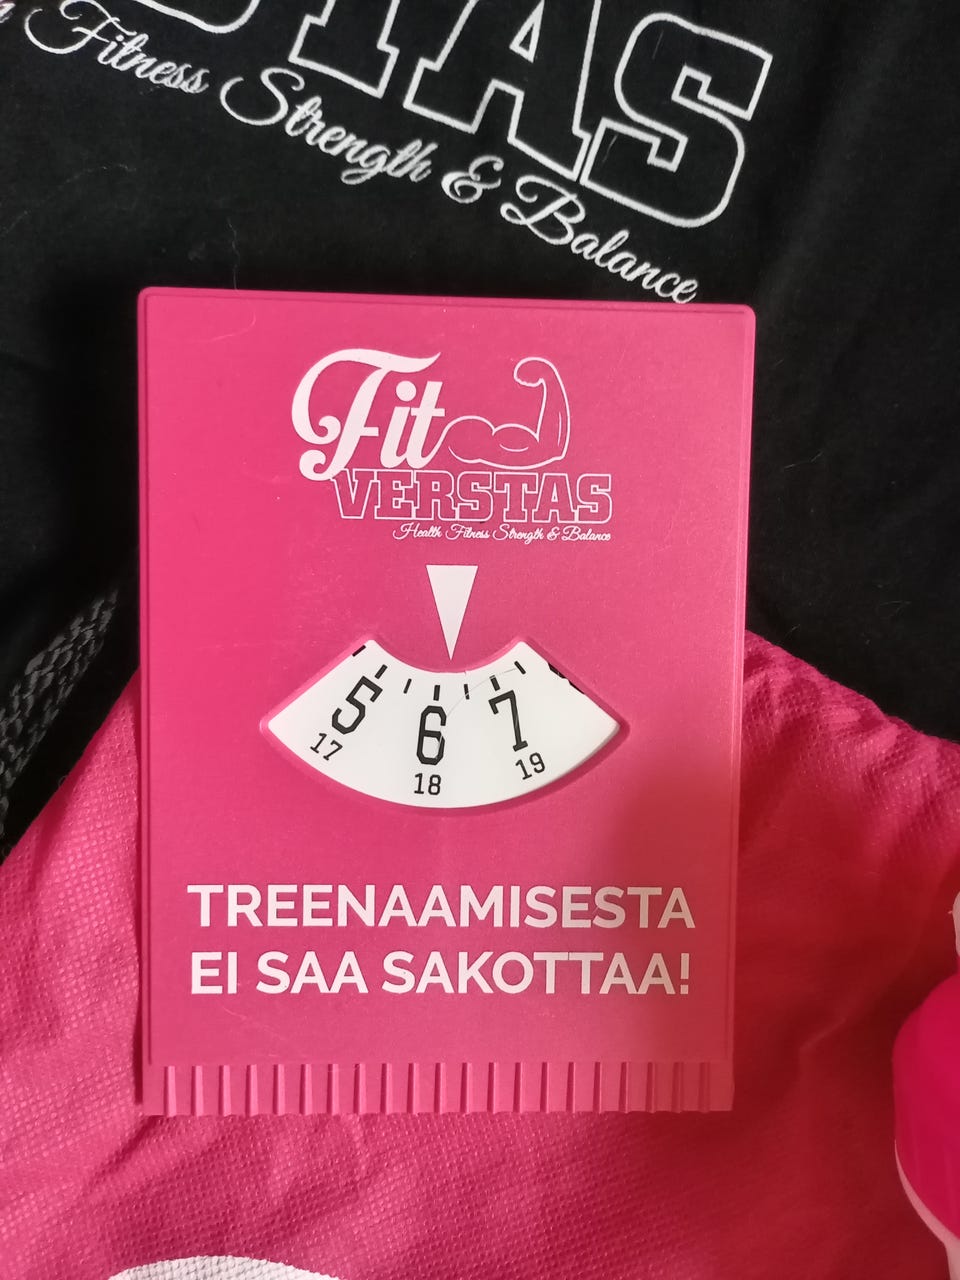 STAS
Fitness Strength & Balance
Fit
VERSTAS
Health Fitness Strength & Balance
5 6 7
17 18 19
TREENAAMISESTA
EI SAA SAKOTTAA!